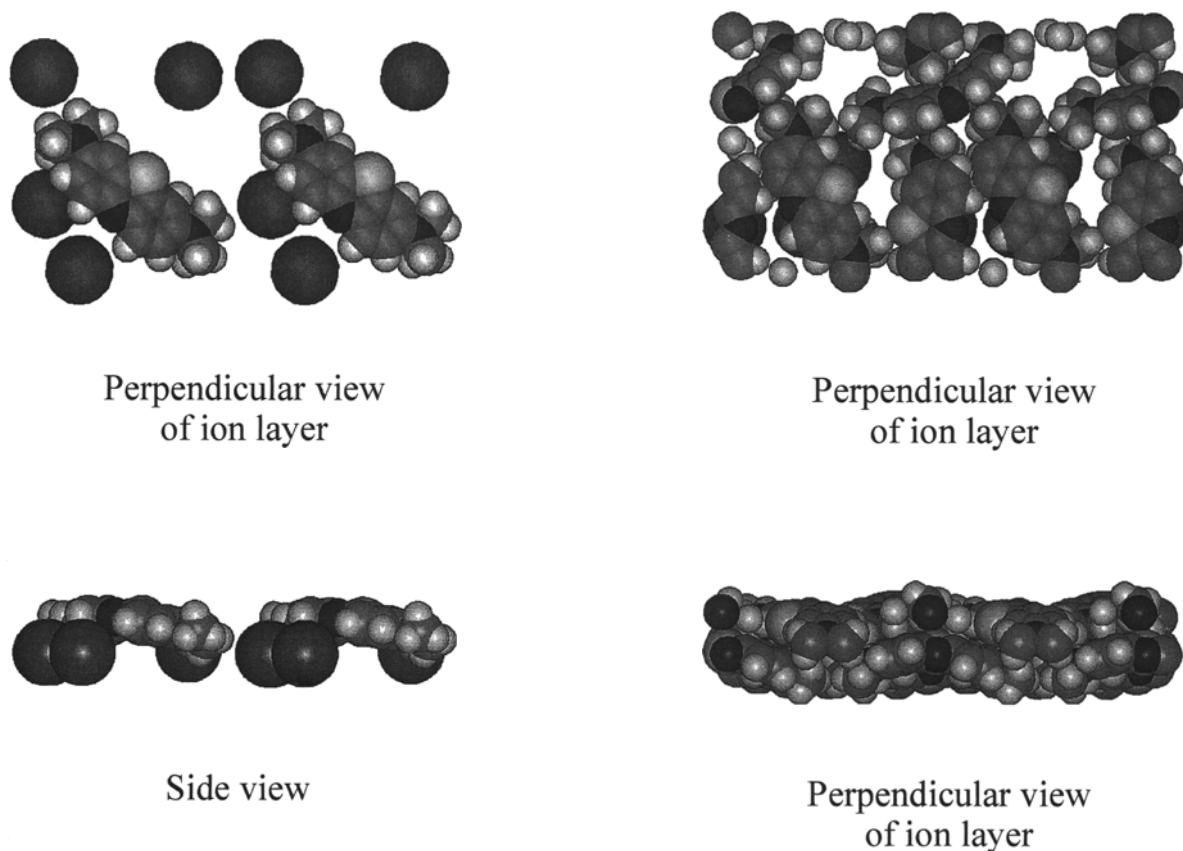 Perpendicular view
of ion layer
Perpendicular view
of ion layer
Side view
Perpendicular view
of ion layer